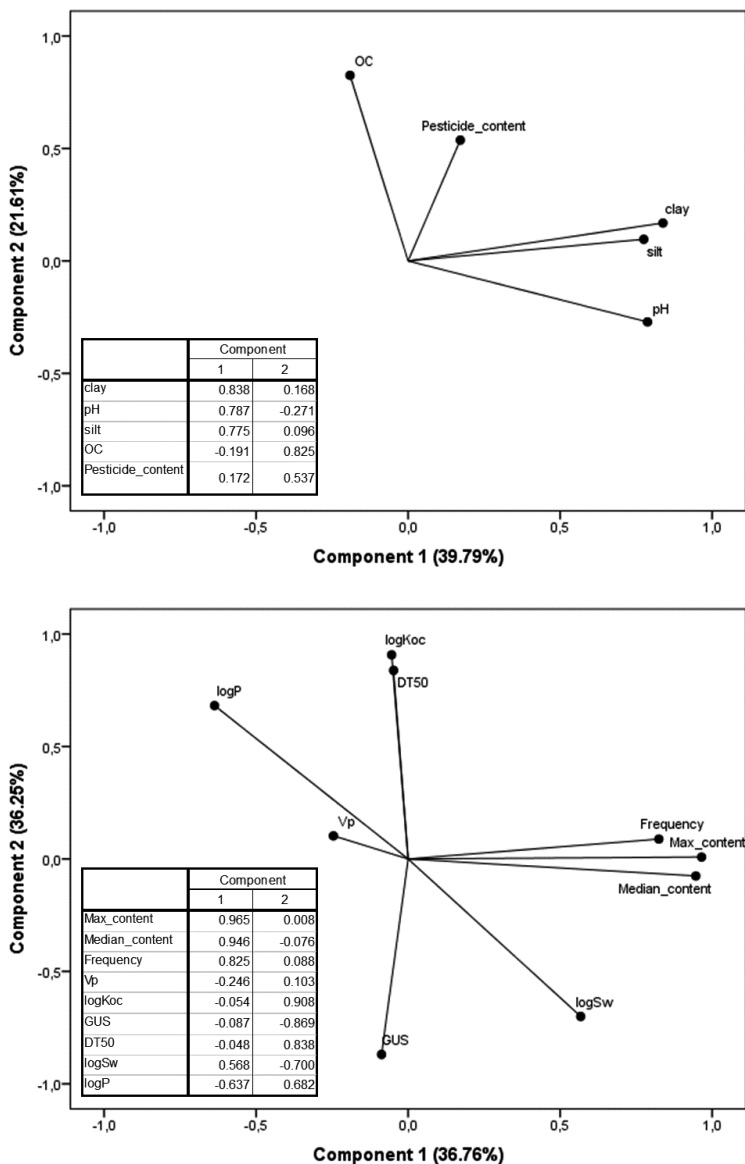 1,0
OC
Pesticide_content
0,5
clay
silt
0,0
pH
-0,5
-1,0
Component 2 (21.61%)
Component
1 2
clay 0.838 0.168
pH 0.787 -0.271
silt 0.775 0.096
OC -0.191 0.825
Pesticide_content 0.172 0.537
-1,0 -0,5 0,0 0,5 1,0
Component 1 (39.79%)
1,0
logKoc
DT50
logP
0,5
Vp
Frequency
Max_content
0,0
Median_content
logSw
GUS
-0,5
-1,0
Component 2 (36.25%)
Component
1 2
Max_content 0.965 0.008
Median_content 0.946 -0.076
Frequency 0.825 0.088
Vp -0.246 0.103
logKoc -0.054 0.908
GUS -0.087 -0.869
DT50 -0.048 0.838
logSw 0.568 -0.700
logP -0.637 0.682
-1,0 -0,5 0,0 0,5 1,0
Component 1 (36.76%)